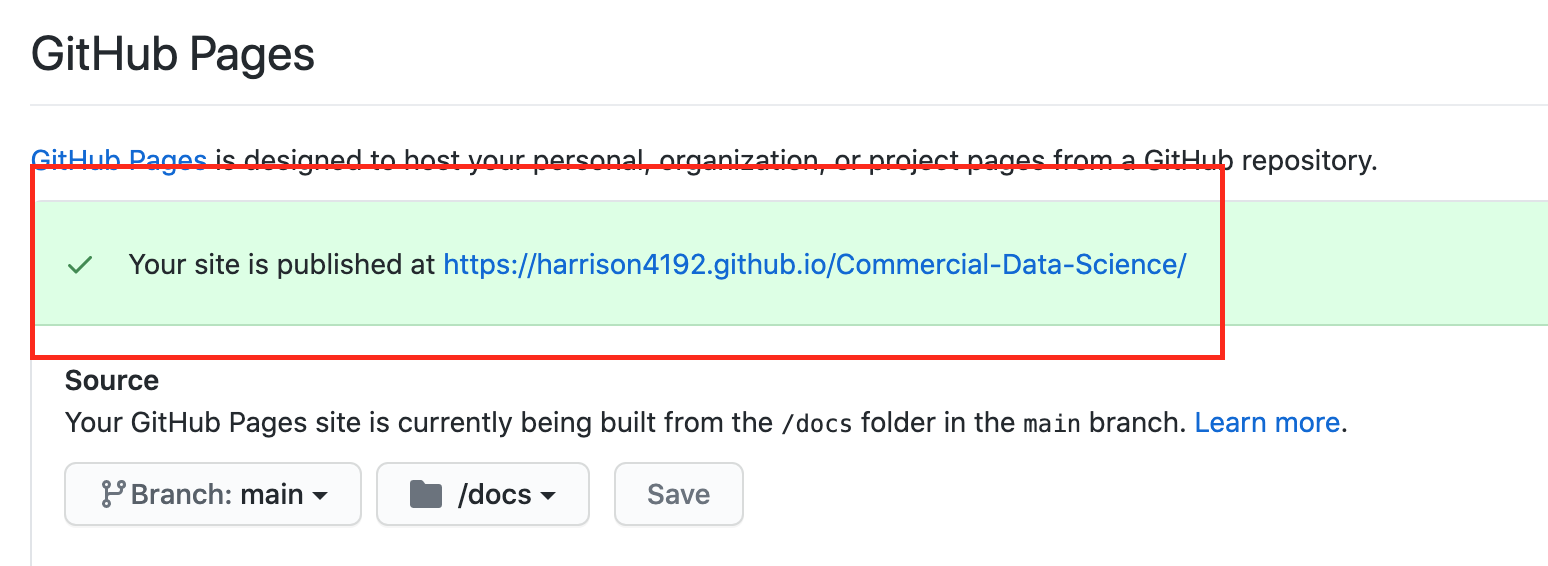 GitHub Pages
GitHub Pages is designed to host your personal, organization, or project pages from a GitHub repository.
Your site is published at https://harrison4192.github.io/Commercial-Data-Science/
Source
Your GitHub Pages site is currently being built from the /docs folder in the main branch. Learn more.
Branch: main /docs Save